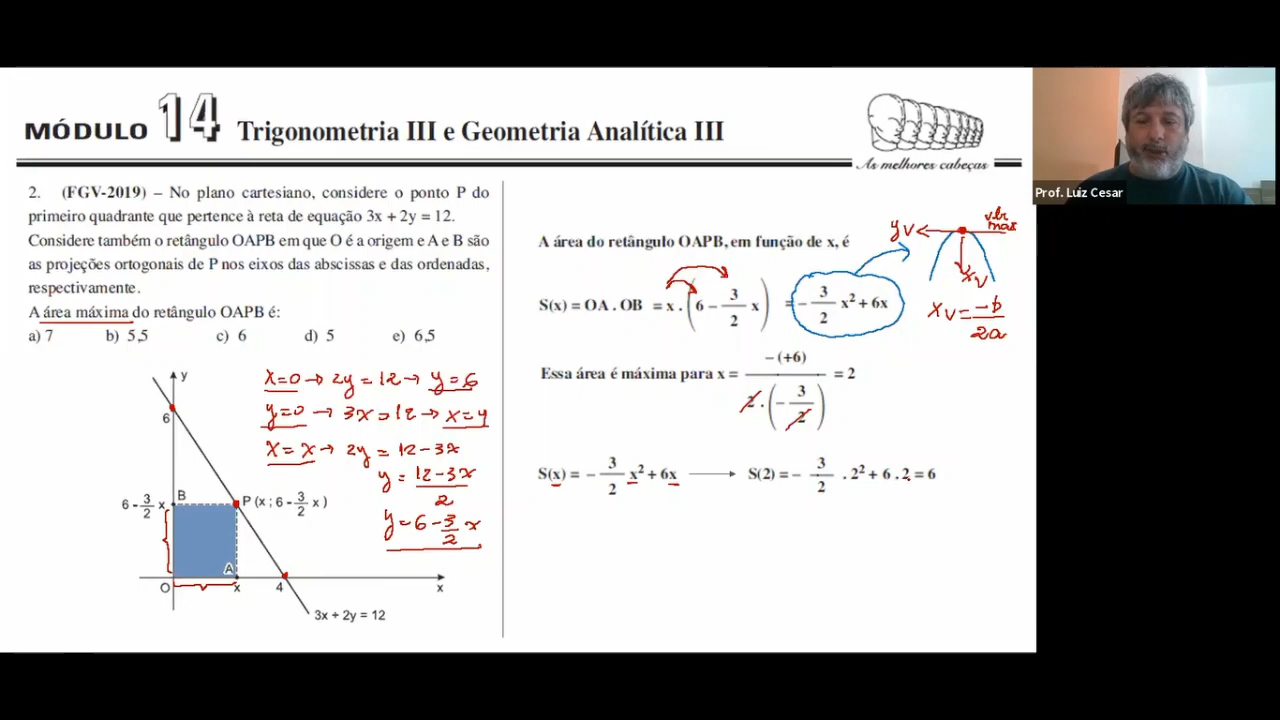 MÓDULO 14 Trigonometria III e Geometria Analítica III
As melhores cabeças
Prof. Luiz Cesar
2. (FGV-2019) – No plano cartesiano, considere o ponto P do
primeiro quadrante que pertence à reta de equação 3x + 2y = 12.
Considere também o retângulo OAPB em que O é a origem e A e B são
as projeções ortogonais de P nos eixos das abscissas e das ordenadas,
respectivamente.
A área máxima do retângulo OAPB é:
a) 7 b) 5,5 c) 6 d) 5 e) 6,5
y
6
B
6 – 3/2 x
P (x ; 6 – 3/2 x)
A
O x 4 x
3x + 2y = 12
x=0 → 2y = 12 → y = 6
y=0 → 3x = 12 → x = 4
x = x → 2y = 12 - 3x
y = 12-3x/2
y = 6 - 3/2 x
A área do retângulo OAPB, em função de x, é
S(x) = OA . OB = x . (6 – 3/2 x) = – 3/2 x² + 6x
yv
vlr
max
xv
xv = -b/2a
Essa área é máxima para x = – (+6) / 2 . (– 3/2) = 2
S(x) = – 3/2 x² + 6x → S(2) = – 3/2 . 2² + 6 . 2 = 6